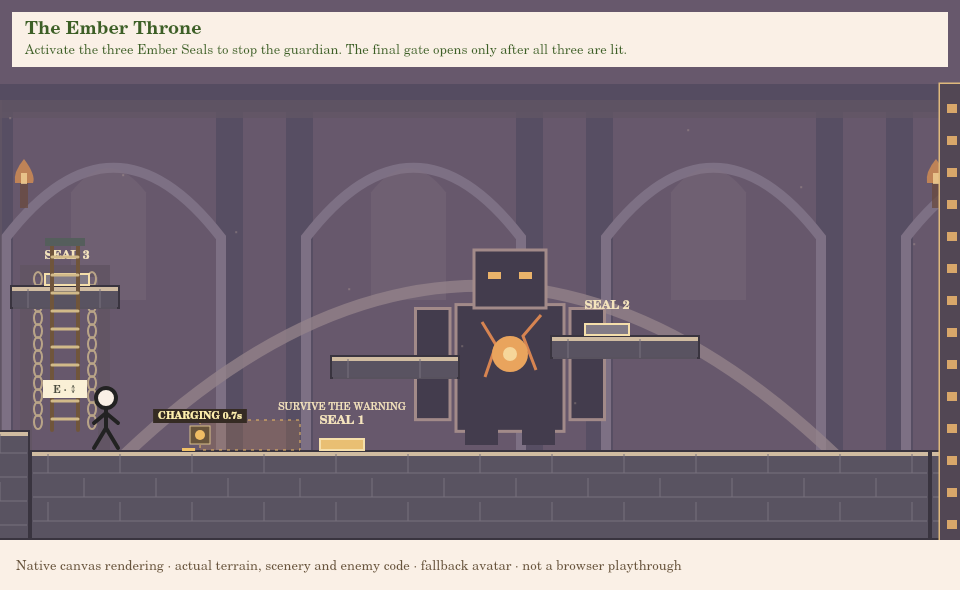 The Ember Throne
Activate the three Ember Seals to stop the guardian. The final gate opens only after all three are lit.
SEAL 3
SEAL 2
E ·
CHARGING 0.7s
SURVIVE THE WARNING
SEAL 1
Native canvas rendering · actual terrain, scenery and enemy code · fallback avatar · not a browser playthrough